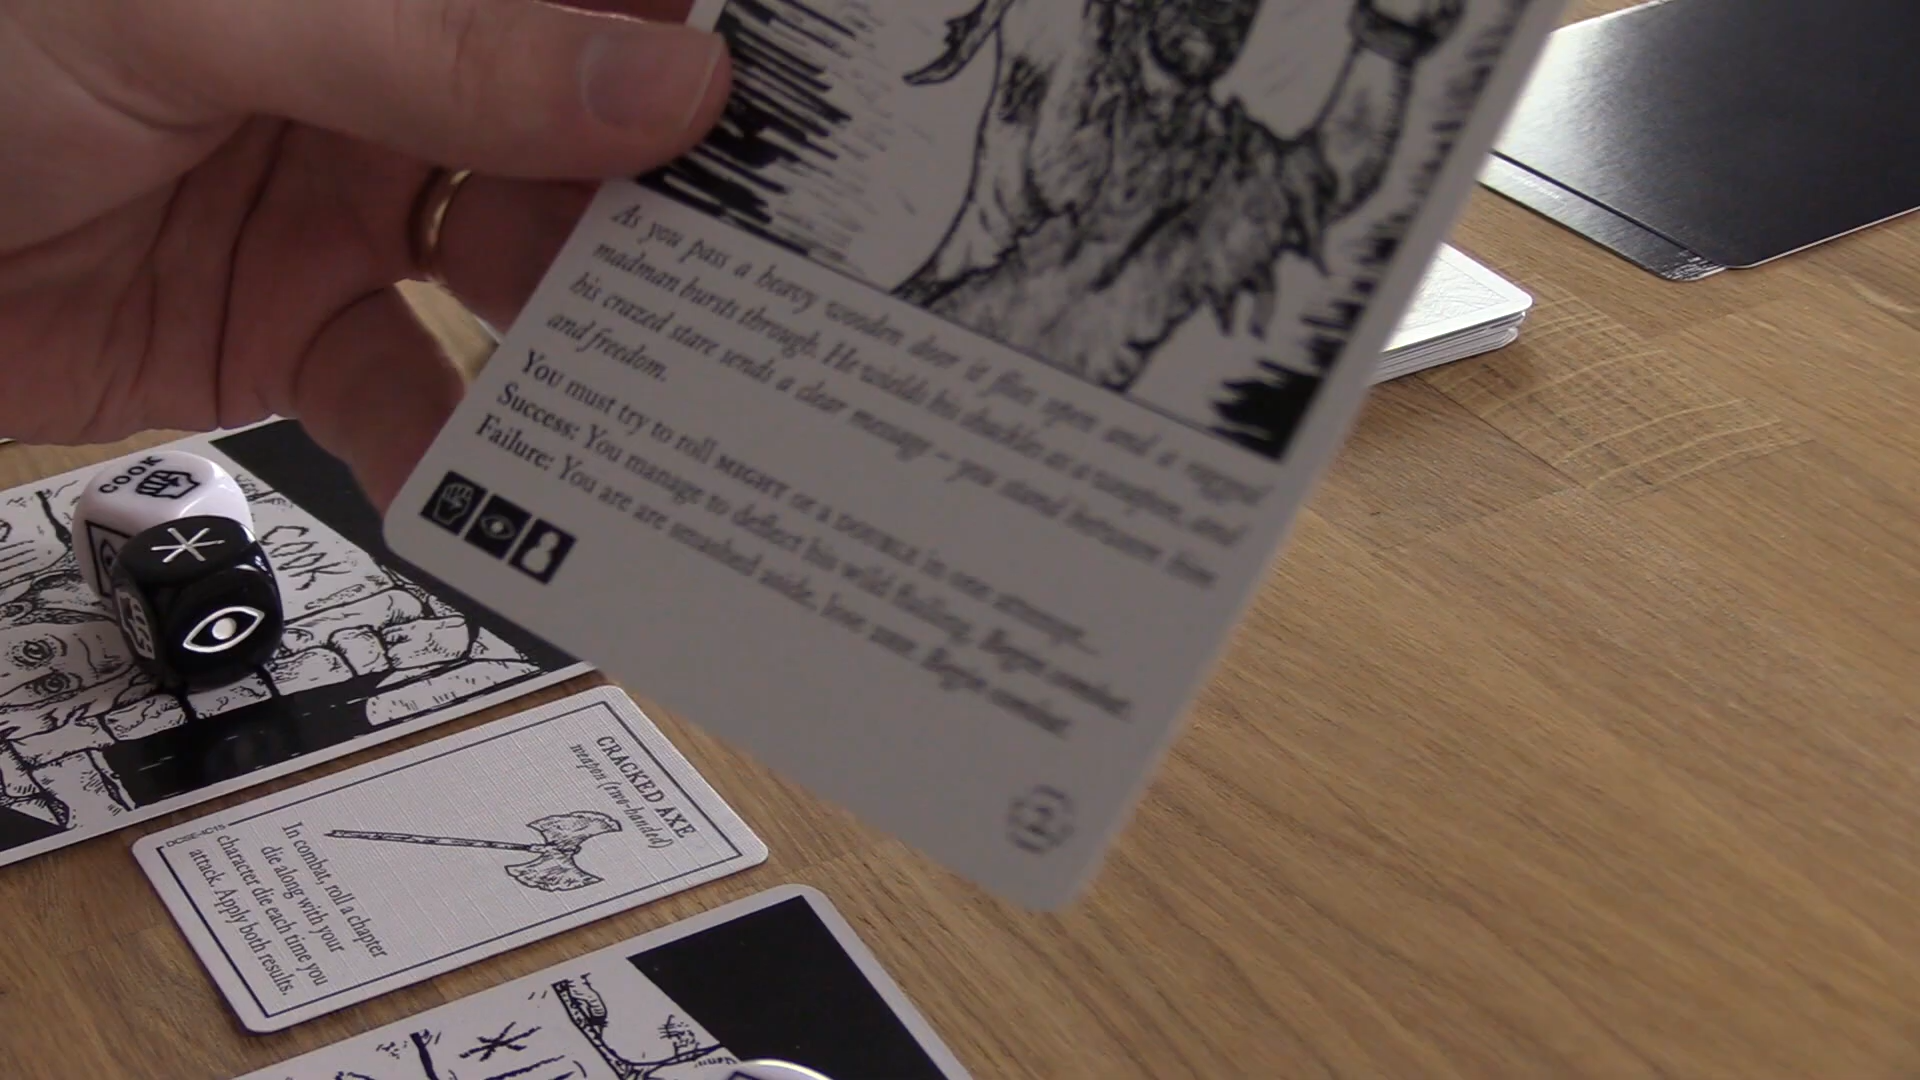 As you pass a heavy wooden door it flies open and a ragged
madman bursts through. He wields his shackles as a weapon, and
his crazed stare sends a clear message – you stand between him
and freedom.
You must try to roll MIGHT or a DOUBLE in one attempt...
Success: You manage to deflect his wild flailing. Begin combat.
Failure: You are are smashed aside, lose Begin combat.
COOK
COOK
CRACKED AXE
weapon (two-handed)
In combat, roll a chapter
die along with your
character die each time you
attack. Apply both results.